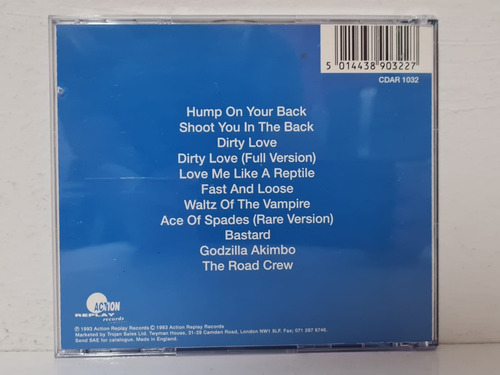 5 014438 903227
CDAR 1032
Hump On Your Back
Shoot You In The Back
Dirty Love
Dirty Love (Full Version)
Love Me Like A Reptile
Fast And Loose
Waltz Of The Vampire
Ace Of Spades (Rare Version)
Bastard
Godzilla Akimbo
The Road Crew
ACTION
REPLAY
records
℗ 1993 Action Replay Records © 1993 Action Replay Records
Marketed by Trojan Sales Ltd. Twyman House, 31-39 Camden Road, London NW1 9LF. Fax: 071 267 6746.
Send SAE for catalogue. Made in England.